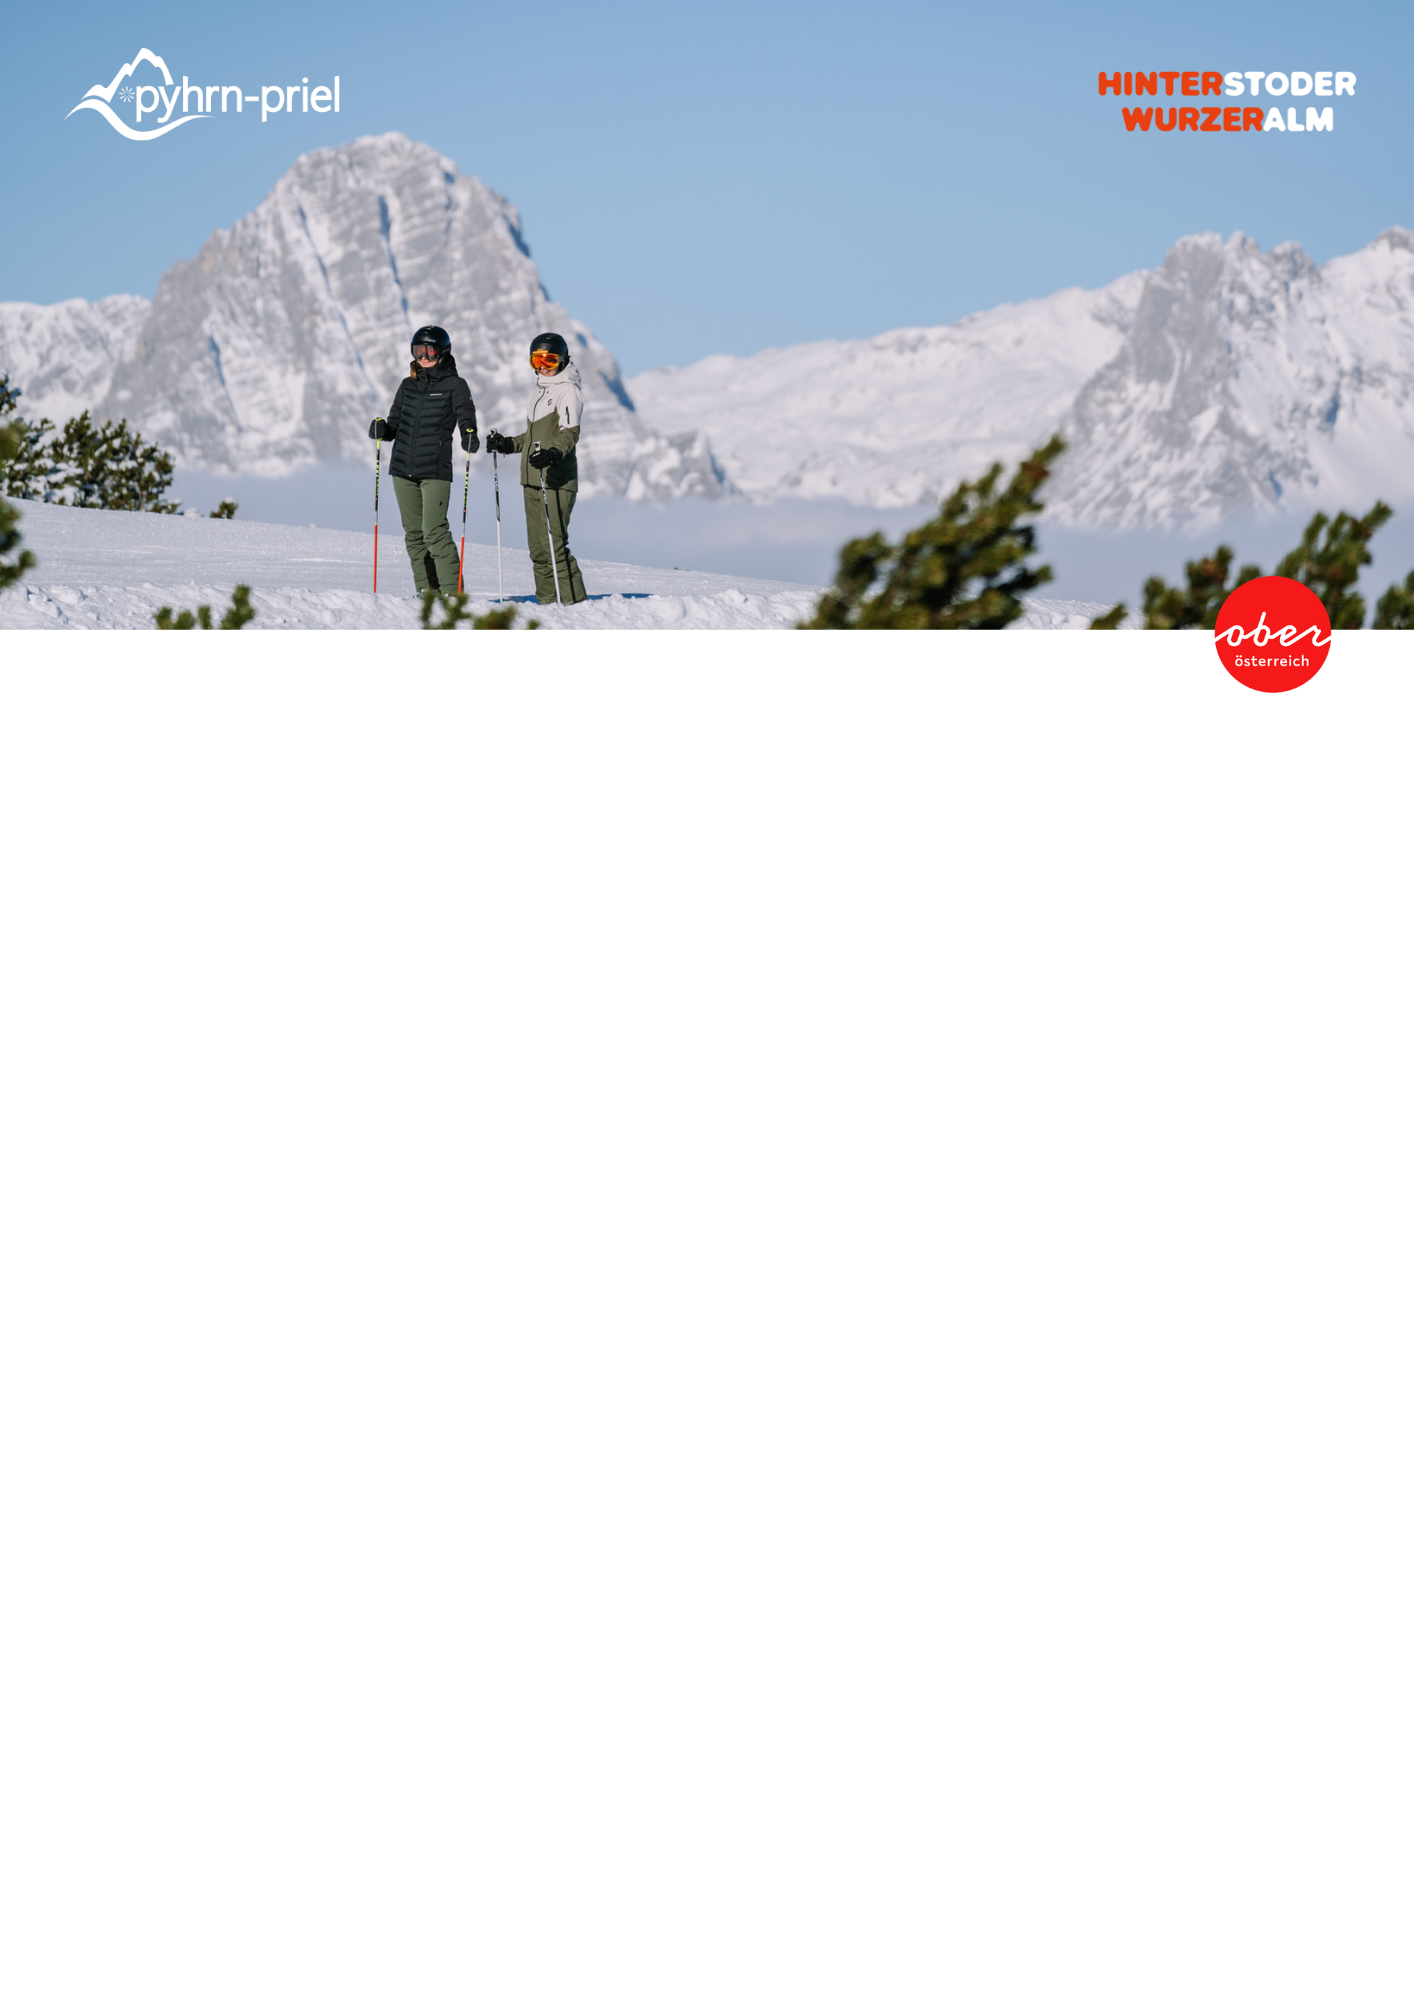 pyhrn-priel
HINTERSTODER
WURZERALM
ober
österreich